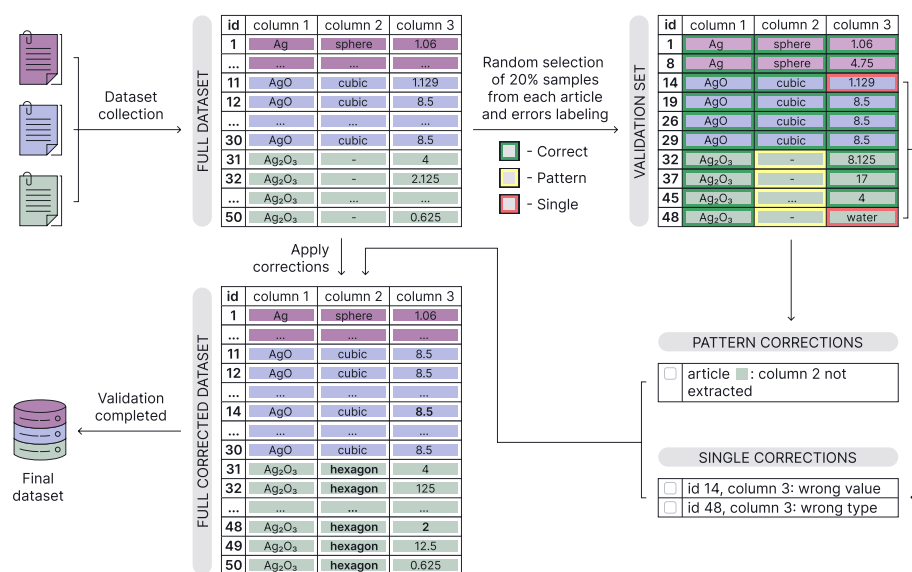 Dataset
collection
FULL DATASET
id column 1 column 2 column 3
1 Ag sphere 1.06
... ... ... ...
11 AgO cubic 1.129
12 AgO cubic 8.5
... ... ... ...
30 AgO cubic 8.5
31 Ag₂O₃ - 4
32 Ag₂O₃ - 2.125
... Ag₂O₃ ... ...
50 Ag₂O₃ - 0.625
Random selection
of 20% samples
from each article
and errors labeling
- Correct
- Pattern
- Single
VALIDATION SET
id column 1 column 2 column 3
1 Ag sphere 1.06
8 Ag sphere 4.75
14 AgO cubic 1.129
19 AgO cubic 8.5
26 AgO cubic 8.5
29 AgO cubic 8.5
32 Ag₂O₃ - 8.125
37 Ag₂O₃ - 17
45 Ag₂O₃ ... 4
48 Ag₂O₃ - water
Apply
corrections
FULL CORRECTED DATASET
id column 1 column 2 column 3
1 Ag sphere 1.06
... ... ... ...
11 AgO cubic 8.5
12 AgO cubic 8.5
... ... ... ...
14 AgO cubic 8.5
... ... ... ...
30 AgO cubic 8.5
31 Ag₂O₃ hexagon 4
32 Ag₂O₃ hexagon 125
... ... ... ...
48 Ag₂O₃ hexagon 2
49 Ag₂O₃ hexagon 12.5
50 Ag₂O₃ hexagon 0.625
Validation
completed
Final
dataset
PATTERN CORRECTIONS
article : column 2 not
extracted
SINGLE CORRECTIONS
id 14, column 3: wrong value
id 48, column 3: wrong type